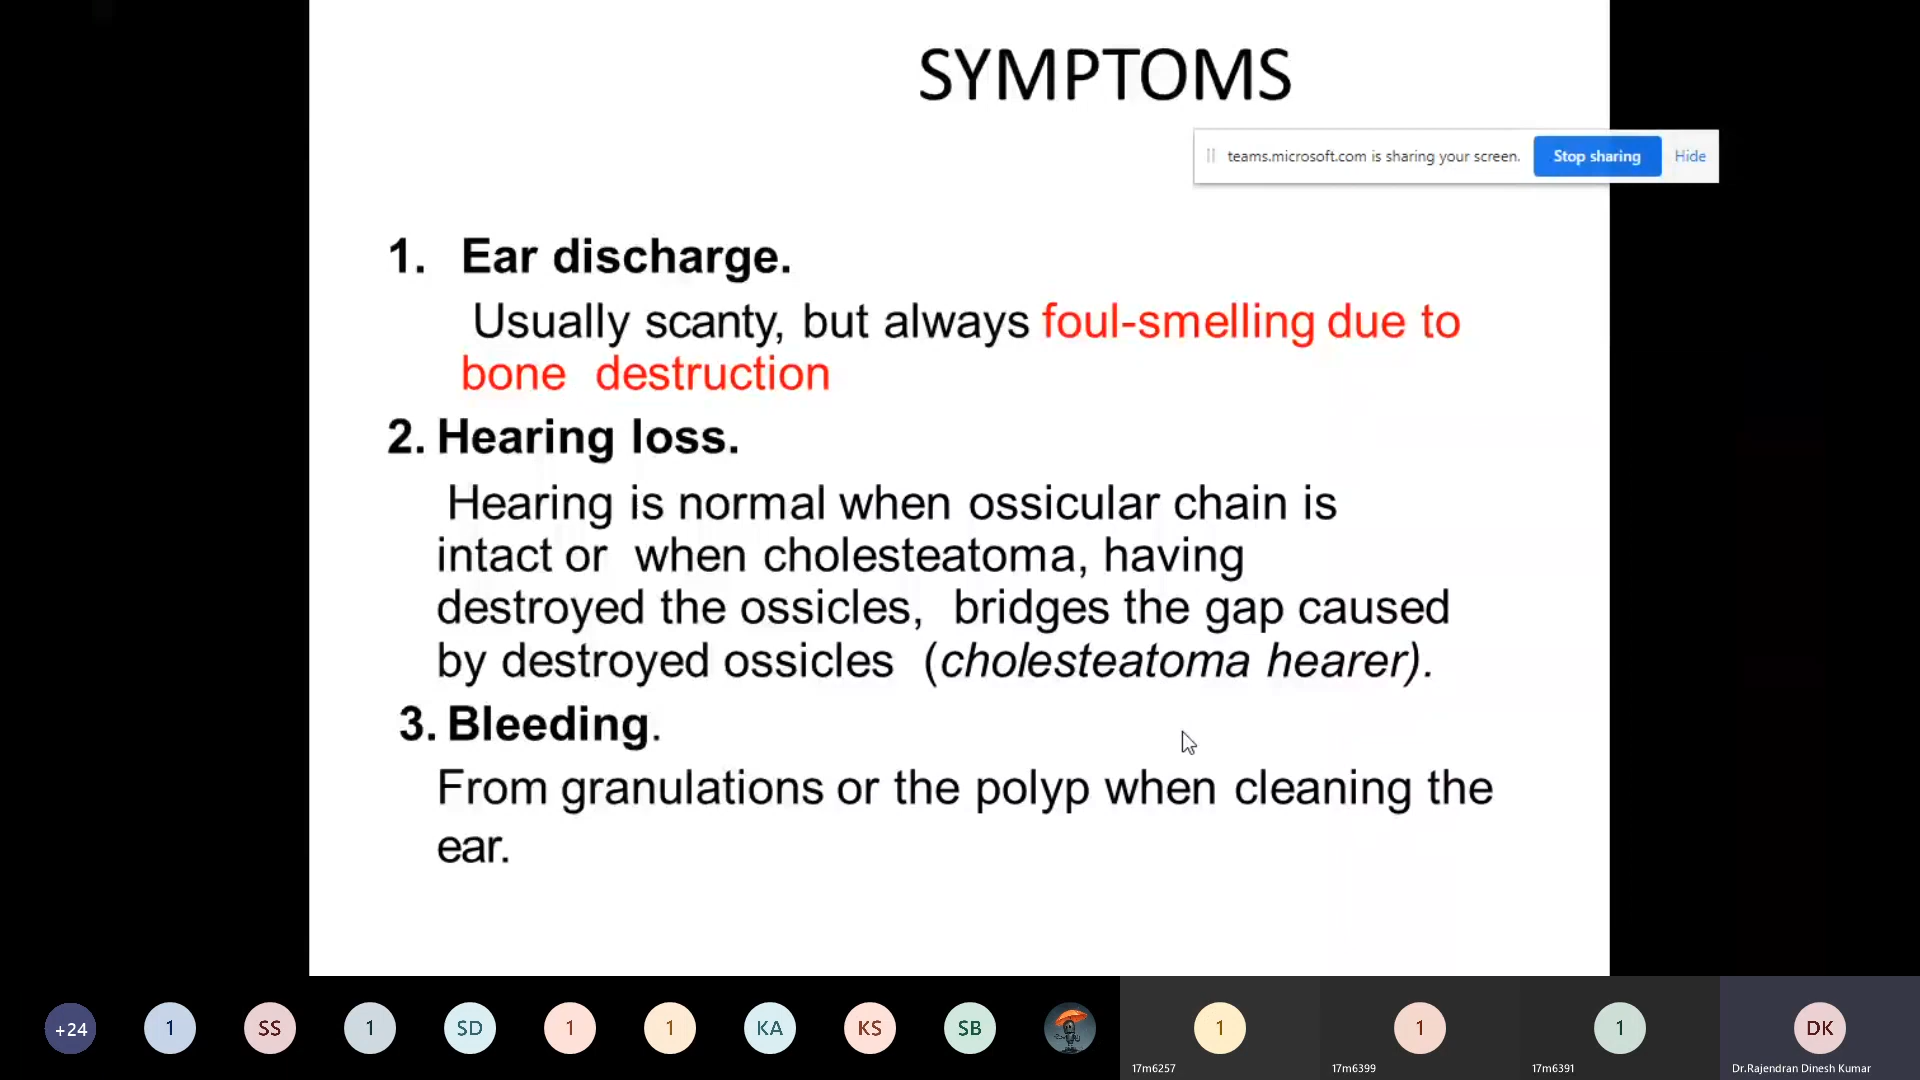 SYMPTOMS
teams.microsoft.com is sharing your screen. Stop sharing Hide
1. Ear discharge.
Usually scanty, but always foul-smelling due to
bone destruction
2. Hearing loss.
Hearing is normal when ossicular chain is
intact or when cholesteatoma, having
destroyed the ossicles, bridges the gap caused
by destroyed ossicles (cholesteatoma hearer).
3. Bleeding.
From granulations or the polyp when cleaning the
ear.
+24 1 SS 1 SD 1 1 KA KS SB 1 1 1 DK
17m6257 17m6399 17m6391 Dr.Rajendran Dinesh Kumar